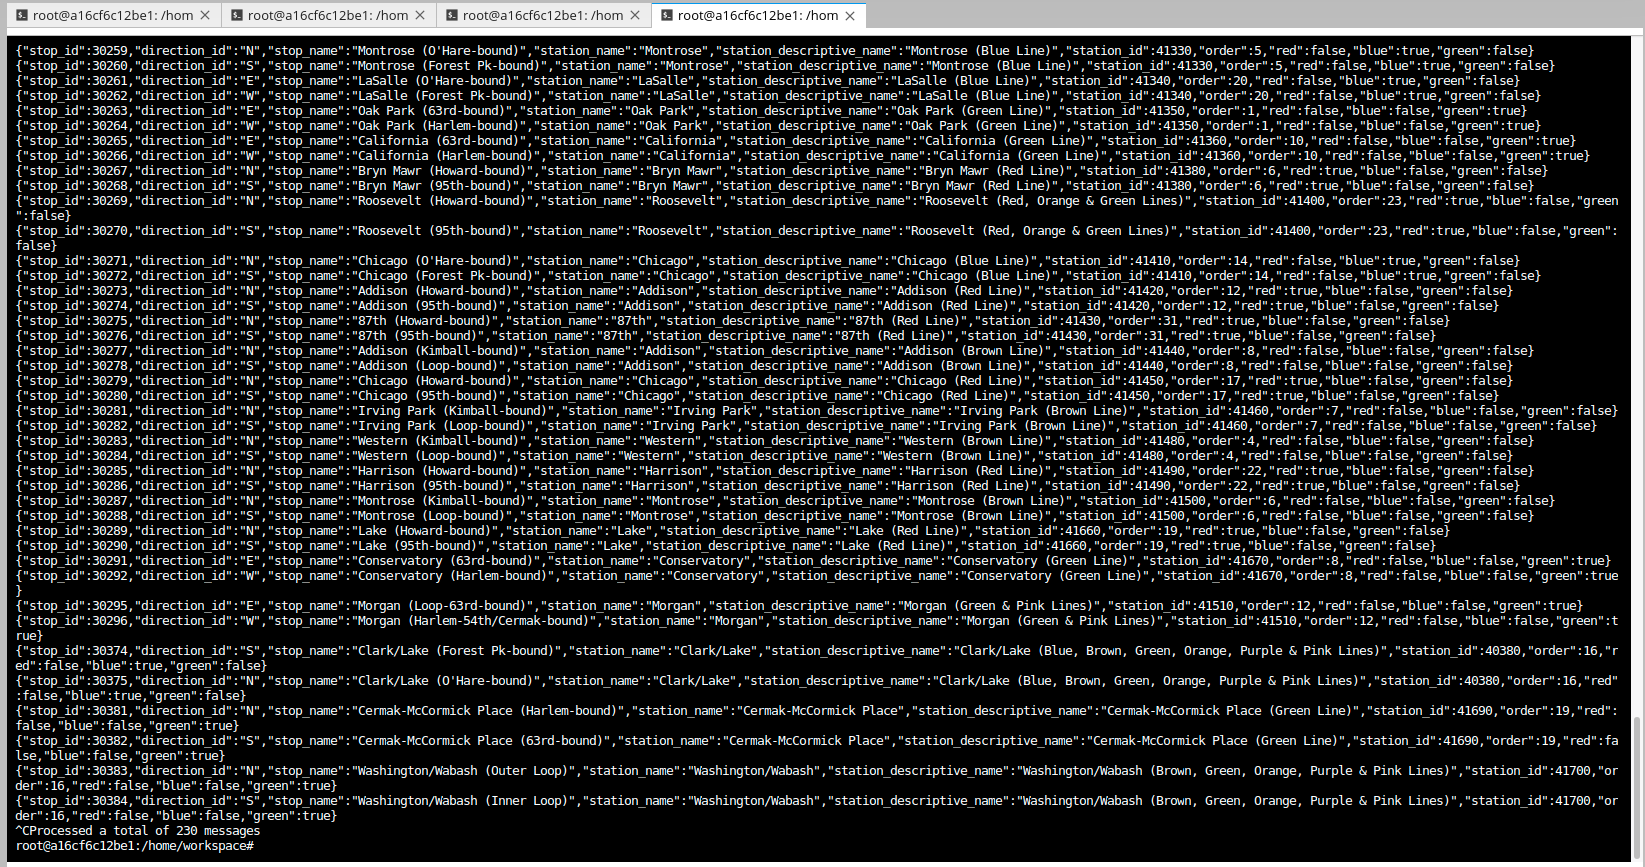 root@a16cf6c12be1: /hom
root@a16cf6c12be1: /hom
root@a16cf6c12be1: /hom
root@a16cf6c12be1: /hom
{"stop_id":30259,"direction_id":"N","stop_name":"Montrose (O'Hare-bound)","station_name":"Montrose","station_descriptive_name":"Montrose (Blue Line)","station_id":41330,"order":5,"red":false,"blue":true,"green":false}
{"stop_id":30260,"direction_id":"S","stop_name":"Montrose (Forest Pk-bound)","station_name":"Montrose","station_descriptive_name":"Montrose (Blue Line)","station_id":41330,"order":5,"red":false,"blue":true,"green":false}
{"stop_id":30261,"direction_id":"E","stop_name":"LaSalle (O'Hare-bound)","station_name":"LaSalle","station_descriptive_name":"LaSalle (Blue Line)","station_id":41340,"order":20,"red":false,"blue":true,"green":false}
{"stop_id":30262,"direction_id":"W","stop_name":"LaSalle (Forest Pk-bound)","station_name":"LaSalle","station_descriptive_name":"LaSalle (Blue Line)","station_id":41340,"order":20,"red":false,"blue":true,"green":false}
{"stop_id":30263,"direction_id":"E","stop_name":"Oak Park (63rd-bound)","station_name":"Oak Park","station_descriptive_name":"Oak Park (Green Line)","station_id":41350,"order":1,"red":false,"blue":false,"green":true}
{"stop_id":30264,"direction_id":"W","stop_name":"Oak Park (Harlem-bound)","station_name":"Oak Park","station_descriptive_name":"Oak Park (Green Line)","station_id":41350,"order":1,"red":false,"blue":false,"green":true}
{"stop_id":30265,"direction_id":"E","stop_name":"California (63rd-bound)","station_name":"California","station_descriptive_name":"California (Green Line)","station_id":41360,"order":10,"red":false,"blue":false,"green":true}
{"stop_id":30266,"direction_id":"W","stop_name":"California (Harlem-bound)","station_name":"California","station_descriptive_name":"California (Green Line)","station_id":41360,"order":10,"red":false,"blue":false,"green":true}
{"stop_id":30267,"direction_id":"N","stop_name":"Bryn Mawr (Howard-bound)","station_name":"Bryn Mawr","station_descriptive_name":"Bryn Mawr (Red Line)","station_id":41380,"order":6,"red":true,"blue":false,"green":false}
{"stop_id":30268,"direction_id":"S","stop_name":"Bryn Mawr (95th-bound)","station_name":"Bryn Mawr","station_descriptive_name":"Bryn Mawr (Red Line)","station_id":41380,"order":6,"red":true,"blue":false,"green":false}
{"stop_id":30269,"direction_id":"N","stop_name":"Roosevelt (Howard-bound)","station_name":"Roosevelt","station_descriptive_name":"Roosevelt (Red, Orange & Green Lines)","station_id":41400,"order":23,"red":true,"blue":false,"green
":false}
{"stop_id":30270,"direction_id":"S","stop_name":"Roosevelt (95th-bound)","station_name":"Roosevelt","station_descriptive_name":"Roosevelt (Red, Orange & Green Lines)","station_id":41400,"order":23,"red":true,"blue":false,"green":
false}
{"stop_id":30271,"direction_id":"N","stop_name":"Chicago (O'Hare-bound)","station_name":"Chicago","station_descriptive_name":"Chicago (Blue Line)","station_id":41410,"order":14,"red":false,"blue":true,"green":false}
{"stop_id":30272,"direction_id":"S","stop_name":"Chicago (Forest Pk-bound)","station_name":"Chicago","station_descriptive_name":"Chicago (Blue Line)","station_id":41410,"order":14,"red":false,"blue":true,"green":false}
{"stop_id":30273,"direction_id":"N","stop_name":"Addison (Howard-bound)","station_name":"Addison","station_descriptive_name":"Addison (Red Line)","station_id":41420,"order":12,"red":true,"blue":false,"green":false}
{"stop_id":30274,"direction_id":"S","stop_name":"Addison (95th-bound)","station_name":"Addison","station_descriptive_name":"Addison (Red Line)","station_id":41420,"order":12,"red":true,"blue":false,"green":false}
{"stop_id":30275,"direction_id":"N","stop_name":"87th (Howard-bound)","station_name":"87th","station_descriptive_name":"87th (Red Line)","station_id":41430,"order":31,"red":true,"blue":false,"green":false}
{"stop_id":30276,"direction_id":"S","stop_name":"87th (95th-bound)","station_name":"87th","station_descriptive_name":"87th (Red Line)","station_id":41430,"order":31,"red":true,"blue":false,"green":false}
{"stop_id":30277,"direction_id":"N","stop_name":"Addison (Kimball-bound)","station_name":"Addison","station_descriptive_name":"Addison (Brown Line)","station_id":41440,"order":8,"red":false,"blue":false,"green":false}
{"stop_id":30278,"direction_id":"S","stop_name":"Addison (Loop-bound)","station_name":"Addison","station_descriptive_name":"Addison (Brown Line)","station_id":41440,"order":8,"red":false,"blue":false,"green":false}
{"stop_id":30279,"direction_id":"N","stop_name":"Chicago (Howard-bound)","station_name":"Chicago","station_descriptive_name":"Chicago (Red Line)","station_id":41450,"order":17,"red":true,"blue":false,"green":false}
{"stop_id":30280,"direction_id":"S","stop_name":"Chicago (95th-bound)","station_name":"Chicago","station_descriptive_name":"Chicago (Red Line)","station_id":41450,"order":17,"red":true,"blue":false,"green":false}
{"stop_id":30281,"direction_id":"N","stop_name":"Irving Park (Kimball-bound)","station_name":"Irving Park","station_descriptive_name":"Irving Park (Brown Line)","station_id":41460,"order":7,"red":false,"blue":false,"green":false}
{"stop_id":30282,"direction_id":"S","stop_name":"Irving Park (Loop-bound)","station_name":"Irving Park","station_descriptive_name":"Irving Park (Brown Line)","station_id":41460,"order":7,"red":false,"blue":false,"green":false}
{"stop_id":30283,"direction_id":"N","stop_name":"Western (Kimball-bound)","station_name":"Western","station_descriptive_name":"Western (Brown Line)","station_id":41480,"order":4,"red":false,"blue":false,"green":false}
{"stop_id":30284,"direction_id":"S","stop_name":"Western (Loop-bound)","station_name":"Western","station_descriptive_name":"Western (Brown Line)","station_id":41480,"order":4,"red":false,"blue":false,"green":false}
{"stop_id":30285,"direction_id":"N","stop_name":"Harrison (Howard-bound)","station_name":"Harrison","station_descriptive_name":"Harrison (Red Line)","station_id":41490,"order":22,"red":true,"blue":false,"green":false}
{"stop_id":30286,"direction_id":"S","stop_name":"Harrison (95th-bound)","station_name":"Harrison","station_descriptive_name":"Harrison (Red Line)","station_id":41490,"order":22,"red":true,"blue":false,"green":false}
{"stop_id":30287,"direction_id":"N","stop_name":"Montrose (Kimball-bound)","station_name":"Montrose","station_descriptive_name":"Montrose (Brown Line)","station_id":41500,"order":6,"red":false,"blue":false,"green":false}
{"stop_id":30288,"direction_id":"S","stop_name":"Montrose (Loop-bound)","station_name":"Montrose","station_descriptive_name":"Montrose (Brown Line)","station_id":41500,"order":6,"red":false,"blue":false,"green":false}
{"stop_id":30289,"direction_id":"N","stop_name":"Lake (Howard-bound)","station_name":"Lake","station_descriptive_name":"Lake (Red Line)","station_id":41660,"order":19,"red":true,"blue":false,"green":false}
{"stop_id":30290,"direction_id":"S","stop_name":"Lake (95th-bound)","station_name":"Lake","station_descriptive_name":"Lake (Red Line)","station_id":41660,"order":19,"red":true,"blue":false,"green":false}
{"stop_id":30291,"direction_id":"E","stop_name":"Conservatory (63rd-bound)","station_name":"Conservatory","station_descriptive_name":"Conservatory (Green Line)","station_id":41670,"order":8,"red":false,"blue":false,"green":true}
{"stop_id":30292,"direction_id":"W","stop_name":"Conservatory (Harlem-bound)","station_name":"Conservatory","station_descriptive_name":"Conservatory (Green Line)","station_id":41670,"order":8,"red":false,"blue":false,"green":true
}
{"stop_id":30295,"direction_id":"E","stop_name":"Morgan (Loop-63rd-bound)","station_name":"Morgan","station_descriptive_name":"Morgan (Green & Pink Lines)","station_id":41510,"order":12,"red":false,"blue":false,"green":true}
{"stop_id":30296,"direction_id":"W","stop_name":"Morgan (Harlem-54th/Cermak-bound)","station_name":"Morgan","station_descriptive_name":"Morgan (Green & Pink Lines)","station_id":41510,"order":12,"red":false,"blue":false,"green":t
rue}
{"stop_id":30374,"direction_id":"S","stop_name":"Clark/Lake (Forest Pk-bound)","station_name":"Clark/Lake","station_descriptive_name":"Clark/Lake (Blue, Brown, Green, Orange, Purple & Pink Lines)","station_id":40380,"order":16,"r
ed":false,"blue":true,"green":false}
{"stop_id":30375,"direction_id":"N","stop_name":"Clark/Lake (O'Hare-bound)","station_name":"Clark/Lake","station_descriptive_name":"Clark/Lake (Blue, Brown, Green, Orange, Purple & Pink Lines)","station_id":40380,"order":16,"red"
:false,"blue":true,"green":false}
{"stop_id":30381,"direction_id":"N","stop_name":"Cermak-McCormick Place (Harlem-bound)","station_name":"Cermak-McCormick Place","station_descriptive_name":"Cermak-McCormick Place (Green Line)","station_id":41690,"order":19,"red":
false,"blue":false,"green":true}
{"stop_id":30382,"direction_id":"S","stop_name":"Cermak-McCormick Place (63rd-bound)","station_name":"Cermak-McCormick Place","station_descriptive_name":"Cermak-McCormick Place (Green Line)","station_id":41690,"order":19,"red":fa
lse,"blue":false,"green":true}
{"stop_id":30383,"direction_id":"N","stop_name":"Washington/Wabash (Outer Loop)","station_name":"Washington/Wabash","station_descriptive_name":"Washington/Wabash (Brown, Green, Orange, Purple & Pink Lines)","station_id":41700,"or
der":16,"red":false,"blue":false,"green":true}
{"stop_id":30384,"direction_id":"S","stop_name":"Washington/Wabash (Inner Loop)","station_name":"Washington/Wabash","station_descriptive_name":"Washington/Wabash (Brown, Green, Orange, Purple & Pink Lines)","station_id":41700,"or
der":16,"red":false,"blue":false,"green":true}
^CProcessed a total of 230 messages
root@a16cf6c12be1:/home/workspace#